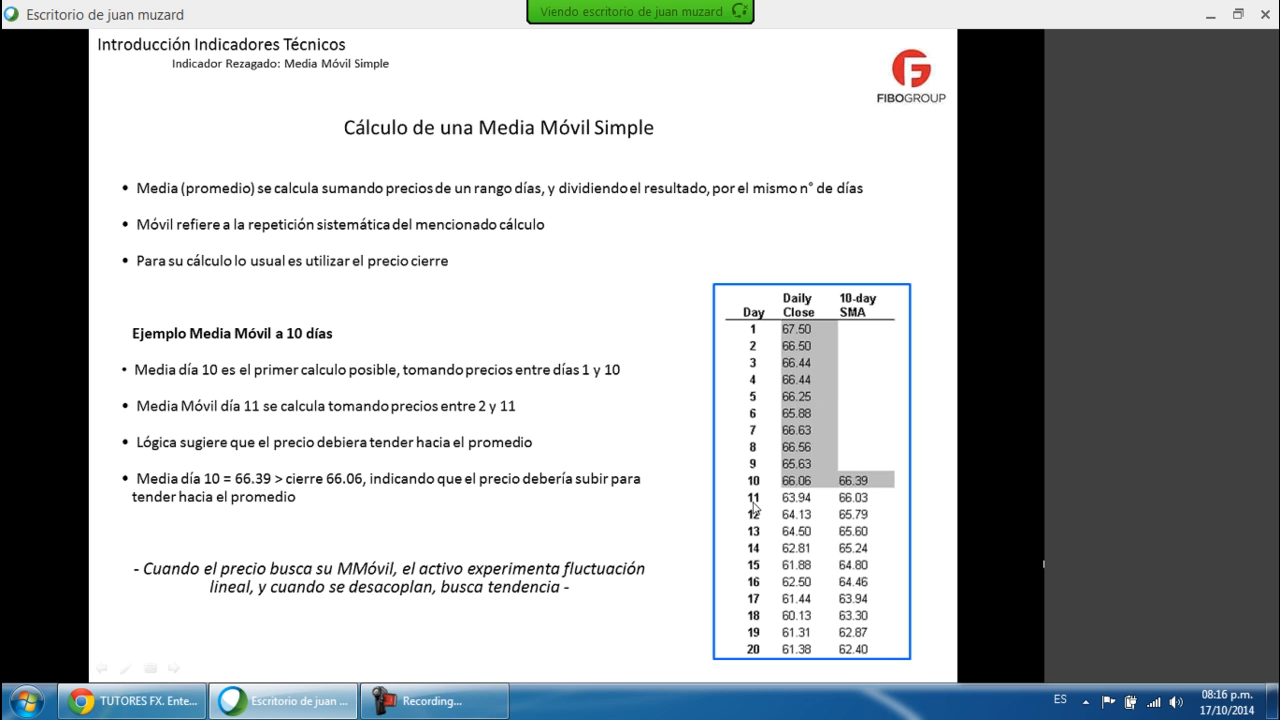 Escritorio de juan muzard
Viendo escritorio de juan muzard
Introducción Indicadores Técnicos
Indicador Rezagado: Media Móvil Simple
FIBOGROUP
Cálculo de una Media Móvil Simple
• Media (promedio) se calcula sumando precios de un rango días, y dividiendo el resultado, por el mismo n° de días
• Móvil refiere a la repetición sistemática del mencionado cálculo
• Para su cálculo lo usual es utilizar el precio cierre
Ejemplo Media Móvil a 10 días
• Media día 10 es el primer calculo posible, tomando precios entre días 1 y 10
• Media Móvil día 11 se calcula tomando precios entre 2 y 11
• Lógica sugiere que el precio debiera tender hacia el promedio
• Media día 10 = 66.39 > cierre 66.06, indicando que el precio debería subir para
tender hacia el promedio
- Cuando el precio busca su MMóvil, el activo experimenta fluctuación
lineal, y cuando se desacoplan, busca tendencia -
Daily 10-day
Day Close SMA
1 67.50
2 66.50
3 66.44
4 66.44
5 66.25
6 65.88
7 66.63
8 66.56
9 65.63
10 66.06 66.39
11 63.94 66.03
12 64.13 65.79
13 64.50 65.60
14 62.81 65.24
15 61.88 64.80
16 62.50 64.46
17 61.44 63.94
18 60.13 63.30
19 61.31 62.87
20 61.38 62.40
TUTORES FX. Ente...
Escritorio de juan ...
Recording...
ES
08:16 p.m.
17/10/2014